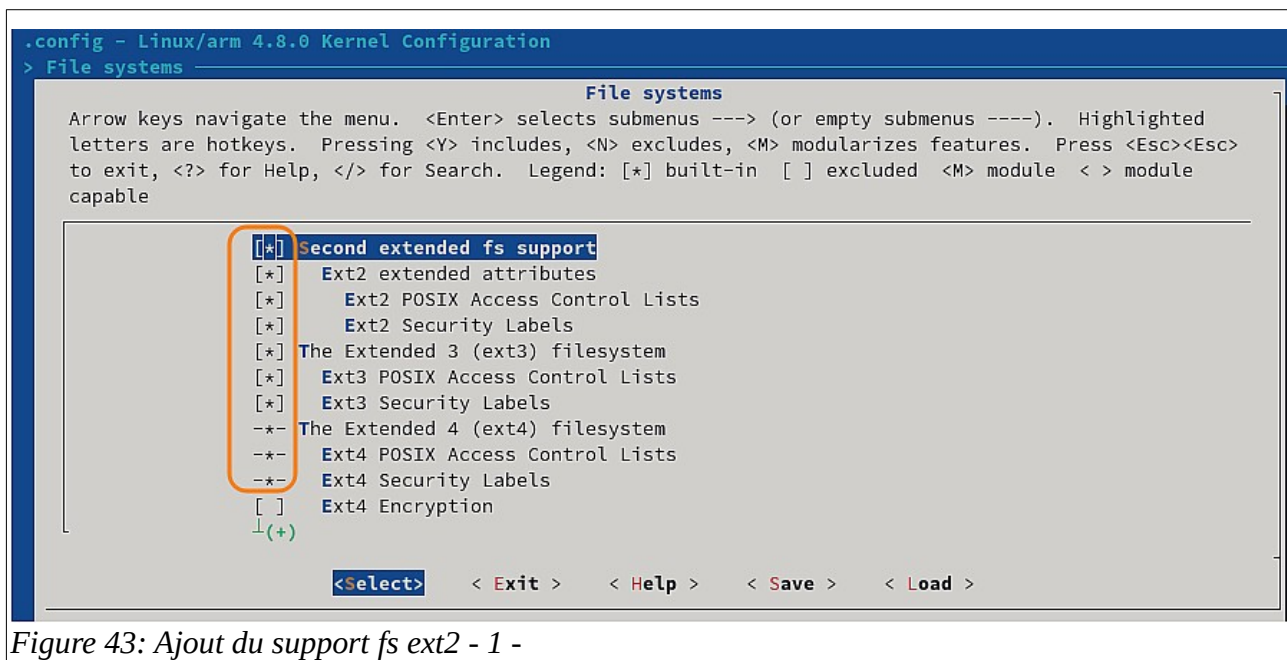 .config - Linux/arm 4.8.0 Kernel Configuration
> File systems
File systems
Arrow keys navigate the menu. <Enter> selects submenus ---> (or empty submenus ----). Highlighted
letters are hotkeys. Pressing <Y> includes, <N> excludes, <M> modularizes features. Press <Esc><Esc>
to exit, <?> for Help, </> for Search. Legend: [*] built-in [ ] excluded <M> module < > module
capable
[*] Second extended fs support
[*] Ext2 extended attributes
[*] Ext2 POSIX Access Control Lists
[*] Ext2 Security Labels
[*] The Extended 3 (ext3) filesystem
[*] Ext3 POSIX Access Control Lists
[*] Ext3 Security Labels
-*- The Extended 4 (ext4) filesystem
-*- Ext4 POSIX Access Control Lists
-*- Ext4 Security Labels
[ ] Ext4 Encryption
┴(+)
<Select> < Exit > < Help > < Save > < Load >
Figure 43: Ajout du support fs ext2 - 1 -